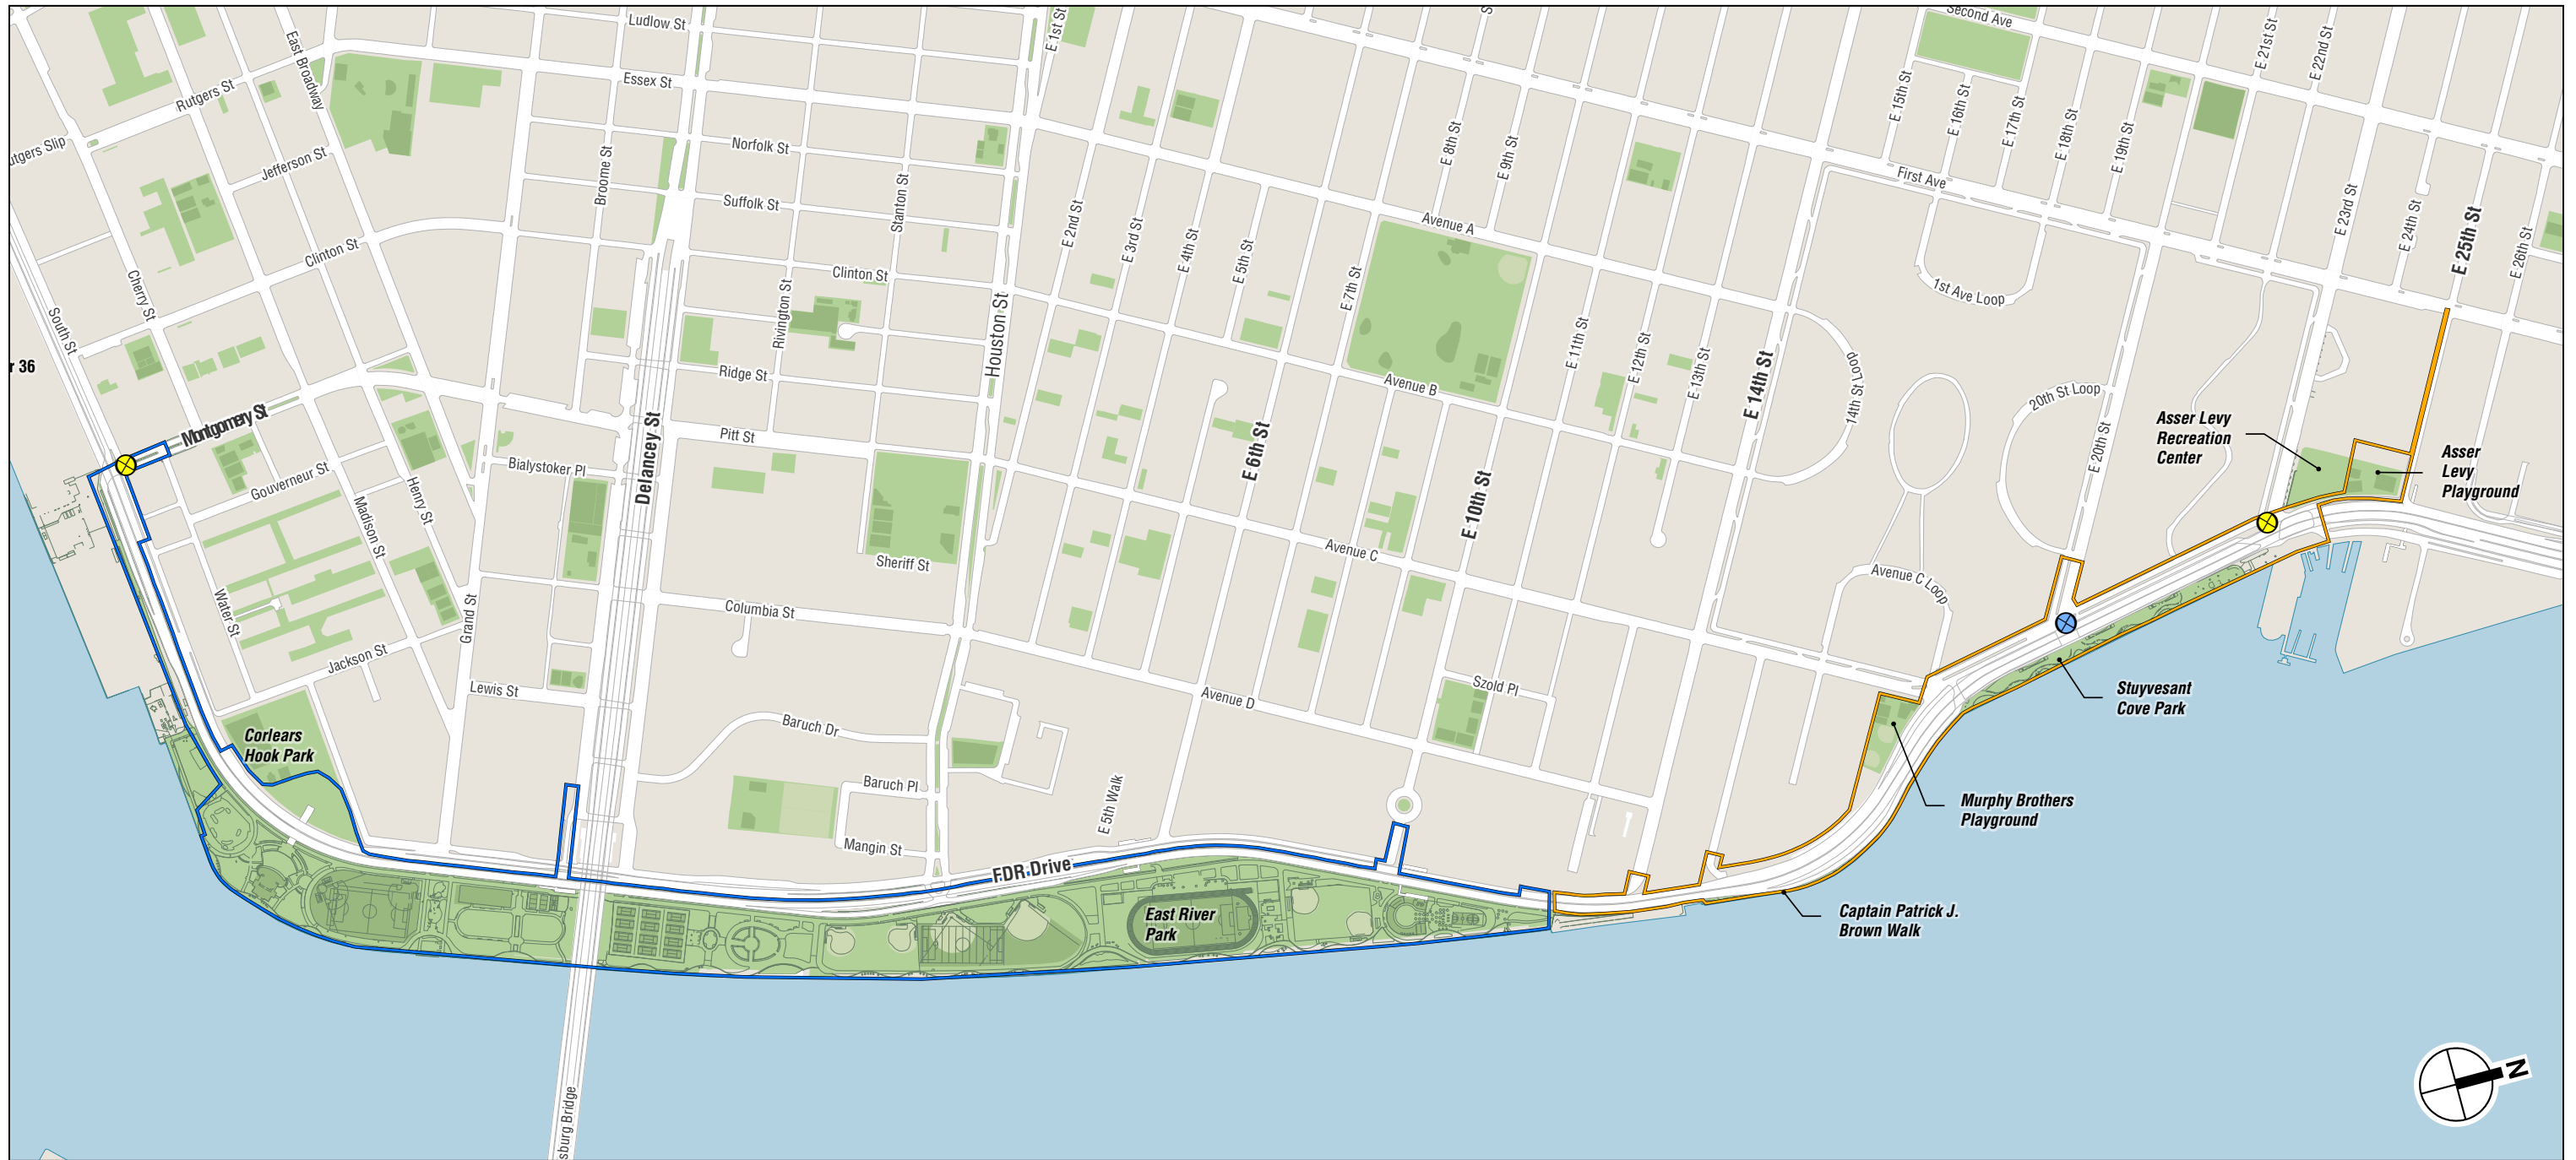 Ludlow St
E 1st St
Second Ave
E 21st St
E 22nd St
East Broadway
Essex St
Rutgers St
E 15th St
E 16th St
E 17th St
E 18th St
E 19th St
utgers Slip
Jefferson St
Norfolk St
Broome St
Stanton St
E 8th St
E 9th St
First Ave
Suffolk St
E 2nd St
E 3rd St
E 4th St
E 5th St
Avenue A
E 23rd St
E 24th St
E 25th St
E 26th St
Clinton St
Cherry St
Clinton St
Rivington St
E 7th St
1st Ave Loop
South St
Houston St
E 11th St
E 12th St
E 13th St
E 14th St
14th St Loop
r 36
Ridge St
Avenue B
20th St Loop
Montgomery St
Delancey St
Pitt St
E 6th St
E 20th St
Asser Levy
Recreation
Center
Asser
Levy
Playground
Gouverneur St
Henry St
Bialystoker Pl
E 10th St
Madison St
Avenue C
Sheriff St
Avenue C Loop
Water St
Grand St
Columbia St
Jackson St
Lewis St
Szold Pl
Avenue D
Stuyvesant
Cove Park
Baruch Dr
Corlears
Hook Park
Baruch Pl
E 5th Walk
Murphy Brothers
Playground
Mangin St
FDR Drive
East River
Park
Captain Patrick J.
Brown Walk
sburg Bridge
N